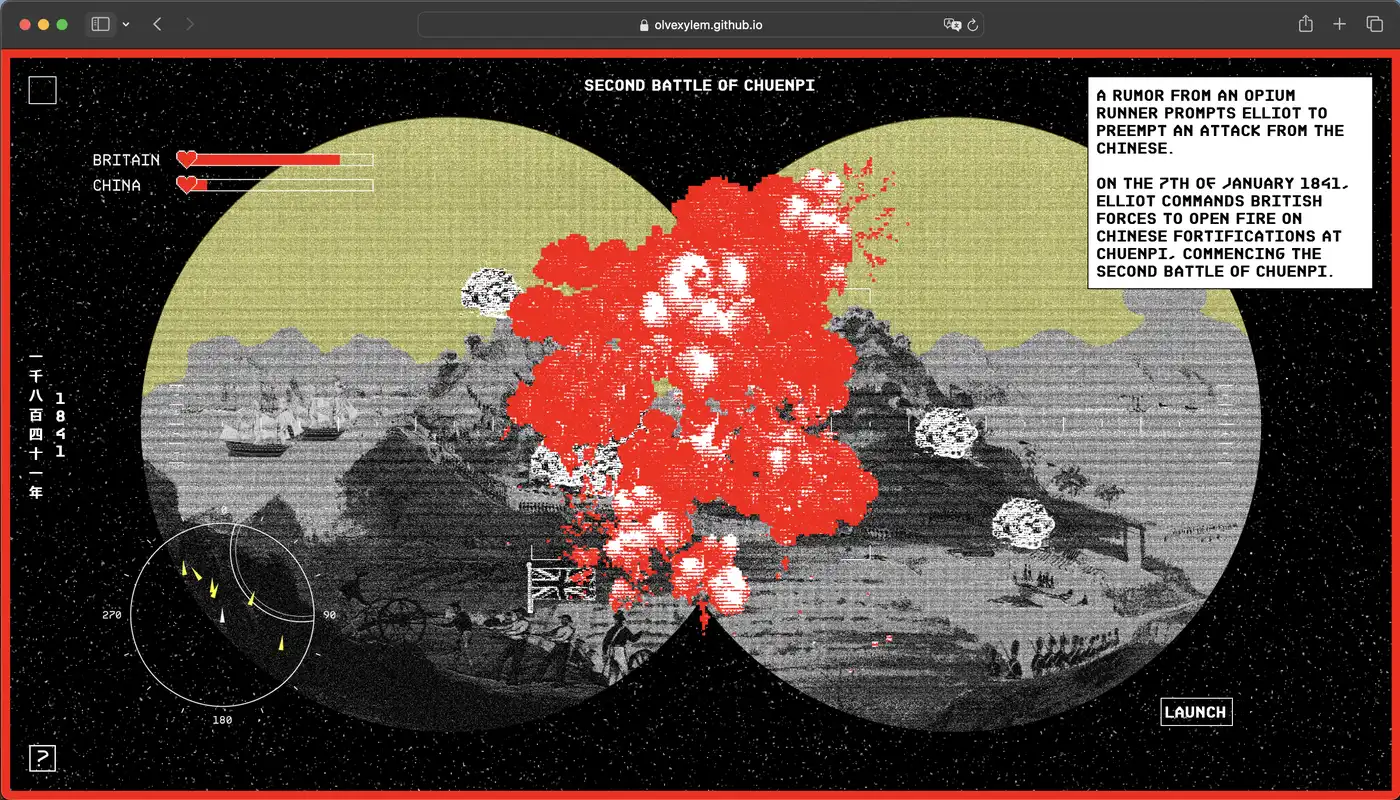 olvexylem.github.io
SECOND BATTLE OF CHUENPI
BRITAIN
CHINA
A RUMOR FROM AN OPIUM
RUNNER PROMPTS ELLIOT TO
PREEMPT AN ATTACK FROM THE
CHINESE.
ON THE 7TH OF JANUARY 1841,
ELLIOT COMMANDS BRITISH
FORCES TO OPEN FIRE ON
CHINESE FORTIFICATIONS AT
CHUENPI, COMMENCING THE
SECOND BATTLE OF CHUENPI.
一千八百四十一年
1841
0
270
90
180
LAUNCH
?